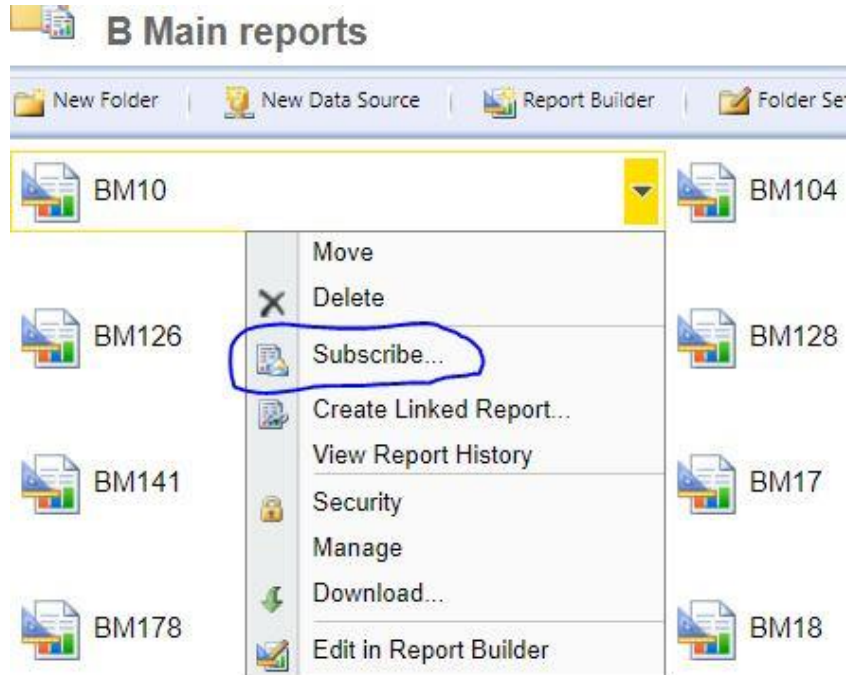 B Main reports
New Folder New Data Source Report Builder Folder Set
BM10 BM104
Move
Delete
BM126 BM128
Subscribe...
Create Linked Report...
View Report History
BM141 BM17
Security
Manage
Download...
BM178 BM18
Edit in Report Builder